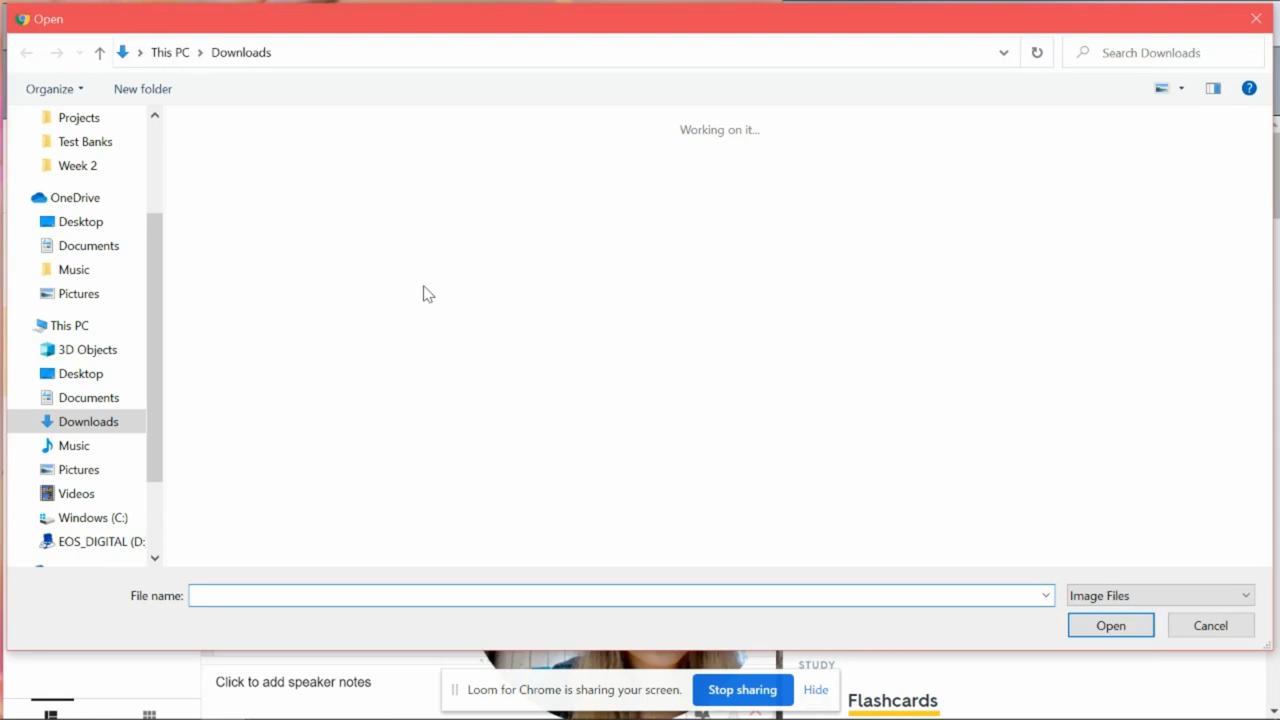 Open
This PC > Downloads
Search Downloads
Organize
New folder
?
Projects
Test Banks
Week 2
OneDrive
Desktop
Documents
Music
Pictures
This PC
3D Objects
Desktop
Documents
Downloads
Music
Pictures
Videos
Windows (C:)
EOS_DIGITAL (D:
Working on it...
File name:
Image Files
Open
Cancel
Click to add speaker notes
Loom for Chrome is sharing your screen.
Stop sharing
Hide
STUDY
Flashcards